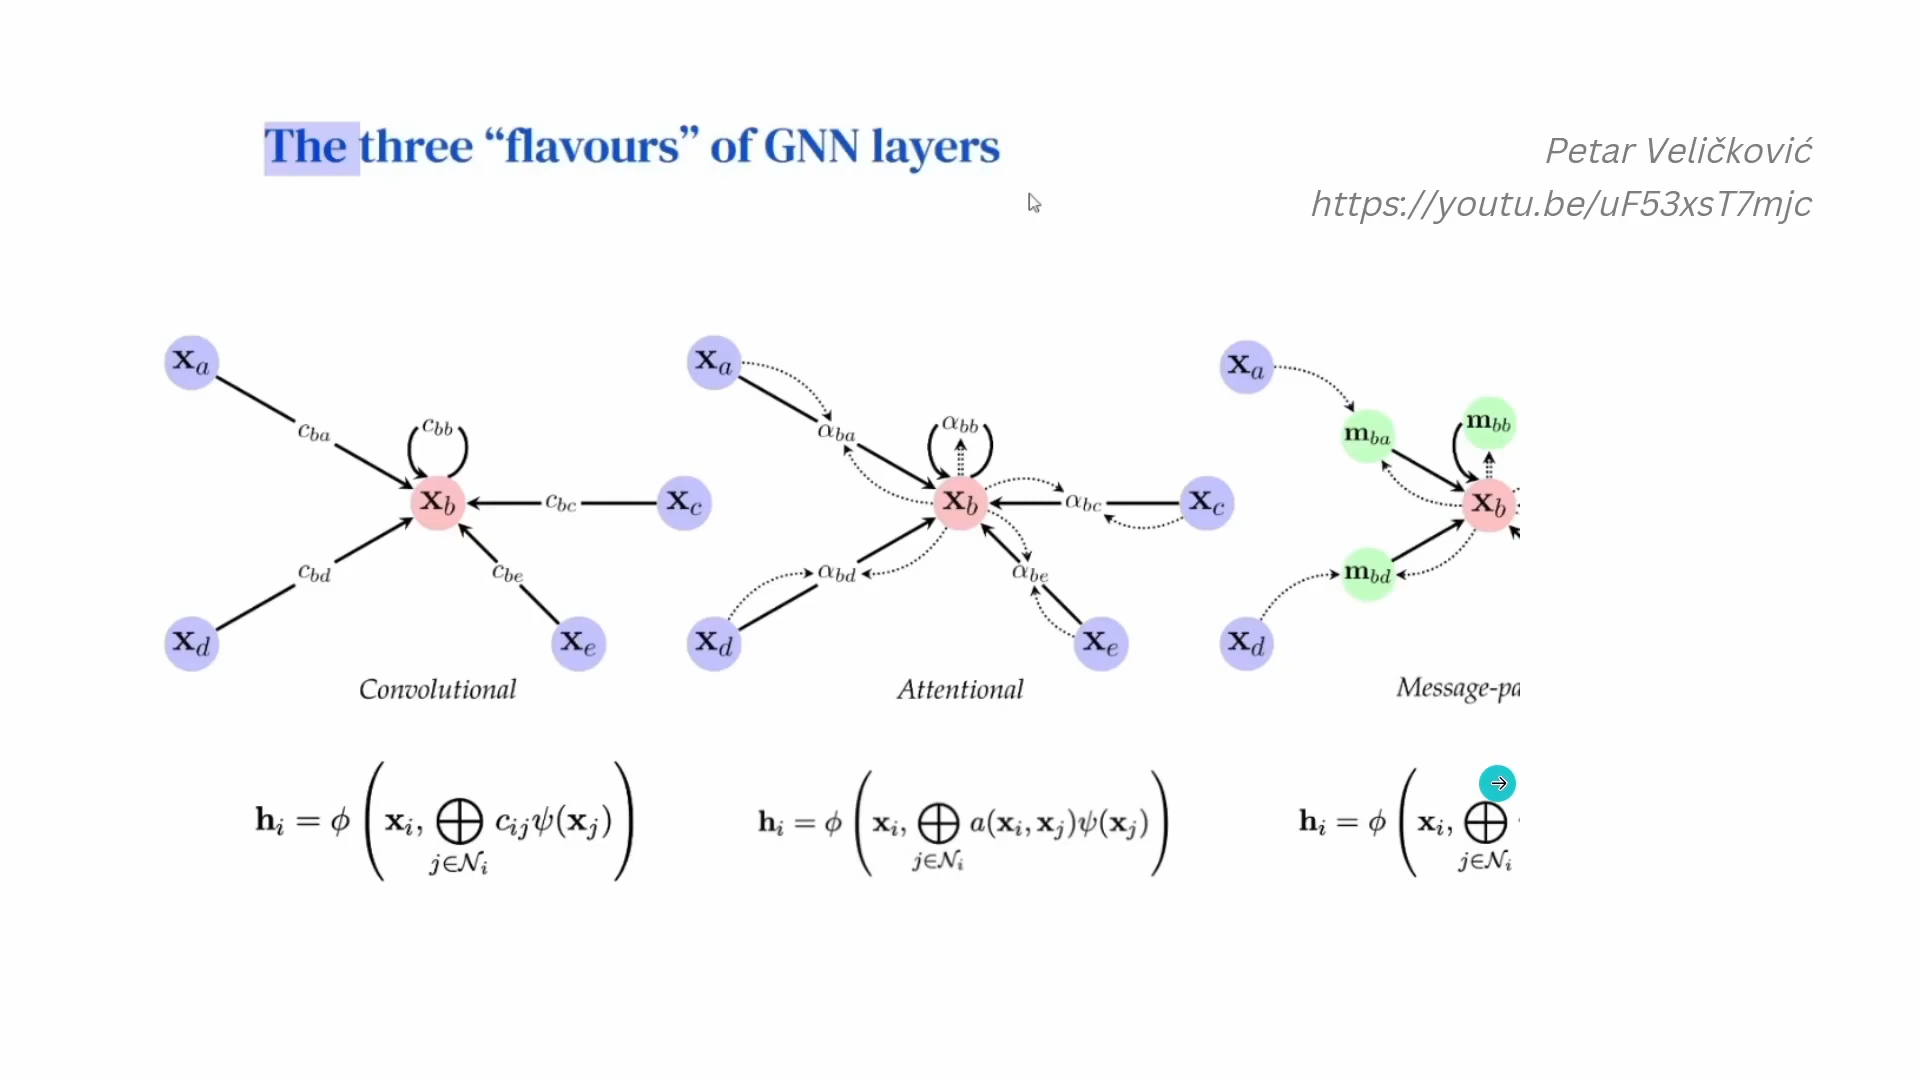 The three “flavours” of GNN layers
Petar Veličković
https://youtu.be/uF53xsT7mjc
x_a
c_ba
c_bb
x_b
c_bc
x_c
c_bd
c_be
x_d
x_e
Convolutional
x_a
α_ba
α_bb
x_b
α_bc
x_c
α_bd
α_be
x_d
x_e
Attentional
x_a
m_ba
m_bb
x_b
m_bd
x_d
Message-pa
h_i = ϕ ( x_i, ⨁_{j∈𝒩_i} c_ij ψ(x_j) )
h_i = ϕ ( x_i, ⨁_{j∈𝒩_i} a(x_i, x_j)ψ(x_j) )
h_i = ϕ ( x_i, ⨁_{j∈𝒩_i}